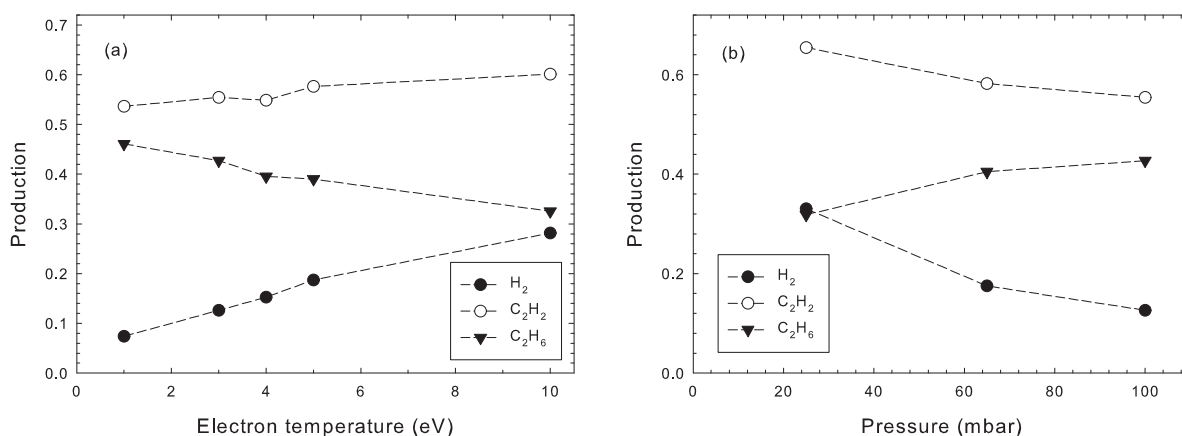 (a)
Production
0.7
0.6
0.5
0.4
0.3
0.2
0.1
0.0
0 2 4 6 8 10
Electron temperature (eV)
H₂
C₂H₂
C₂H₆
(b)
Production
0.6
0.4
0.2
0.0
0 20 40 60 80 100
Pressure (mbar)
H₂
C₂H₂
C₂H₆